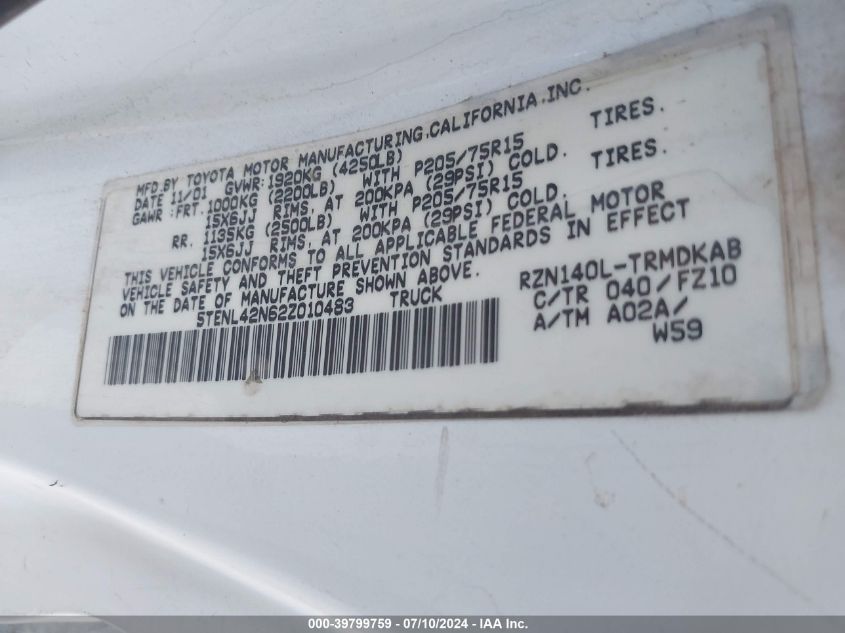 MFD.BY TOYOTA MOTOR MANUFACTURING,CALIFORNIA,INC.
DATE 11/01 GVWR:1920KG (4250LB)
GAWR:FRT.1000KG (2200LB) WITH P205/75R15 TIRES.
15X6JJ RIMS, AT 200KPA (29PSI) COLD.
RR. 1135KG (2500LB) WITH P205/75R15 TIRES.
15X6JJ RIMS, AT 200KPA (29PSI) COLD.
THIS VEHICLE CONFORMS TO ALL APPLICABLE FEDERAL MOTOR
VEHICLE SAFETY AND THEFT PREVENTION STANDARDS IN EFFECT
ON THE DATE OF MANUFACTURE SHOWN ABOVE.
5TENL42N62Z010483 TRUCK
RZN140L-TRMDKAB
C/TR 040/FZ10
A/TM A02A/
W59
000-39799759 - 07/10/2024 - IAA Inc.